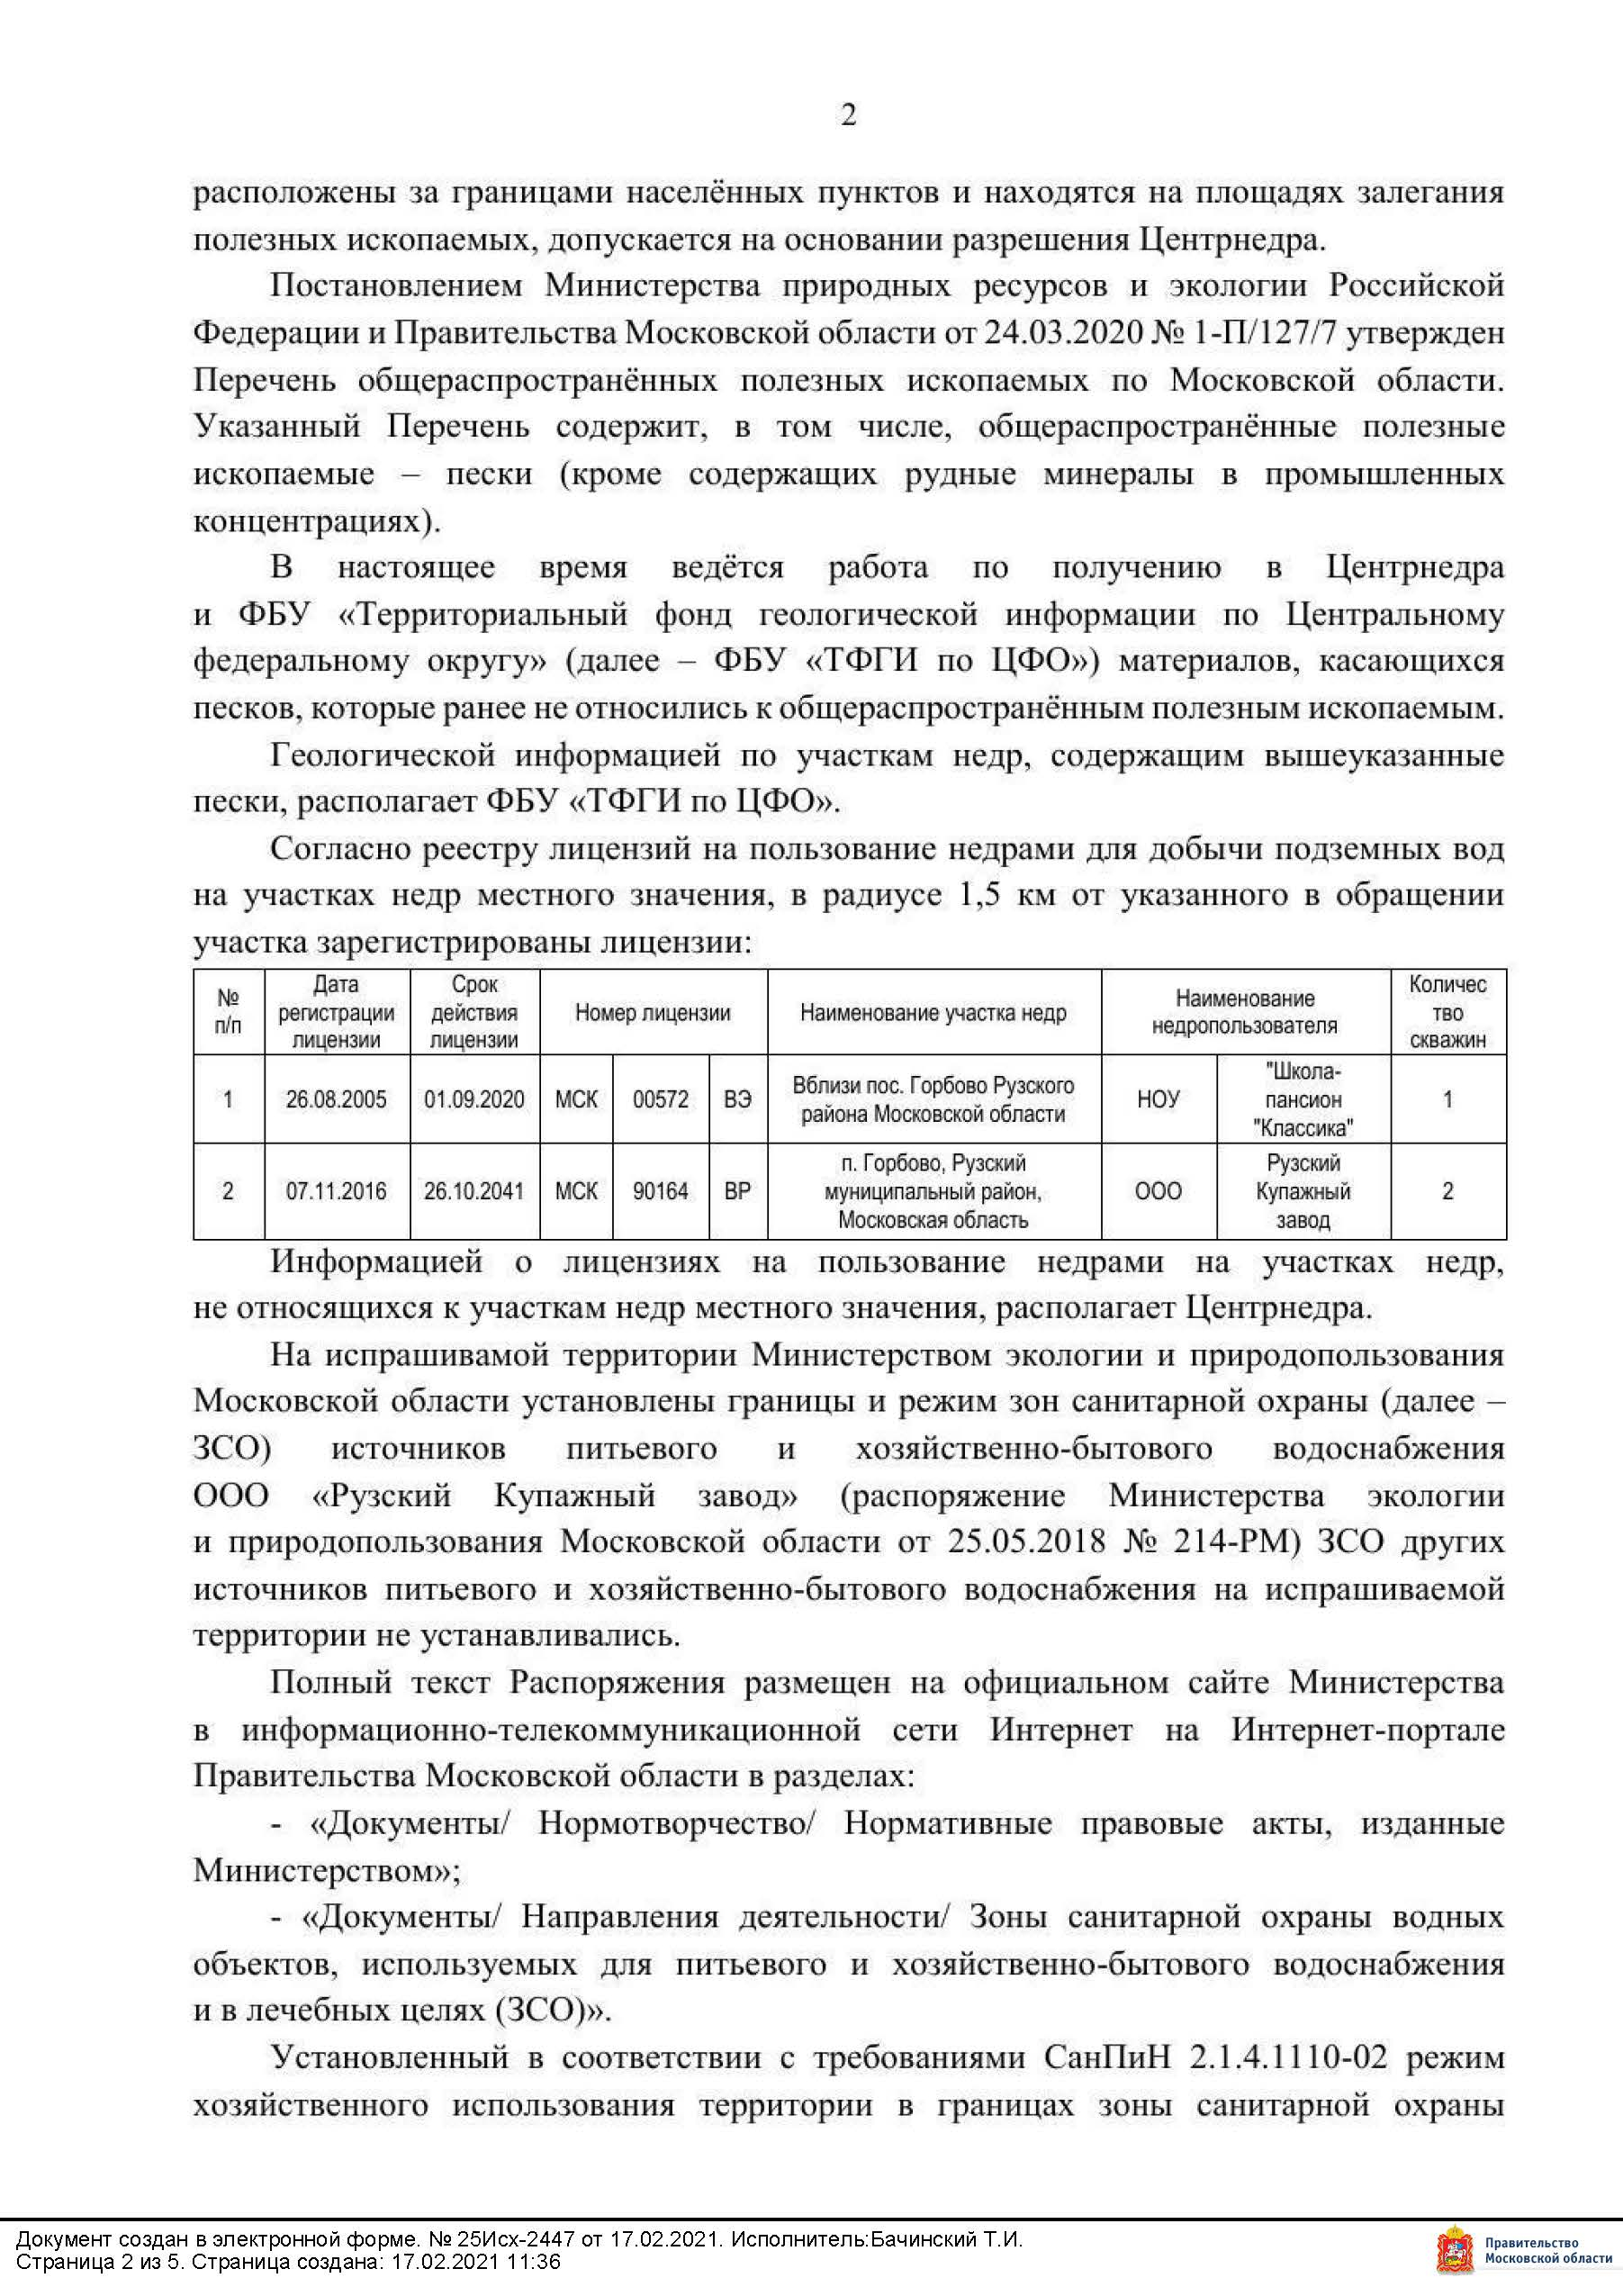 2
расположены за границами населённых пунктов и находятся на площадях залегания
полезных ископаемых, допускается на основании разрешения Центрнедра.
Постановлением Министерства природных ресурсов и экологии Российской
Федерации и Правительства Московской области от 24.03.2020 № 1-П/127/7 утвержден
Перечень общераспространённых полезных ископаемых по Московской области.
Указанный Перечень содержит, в том числе, общераспространённые полезные
ископаемые – пески (кроме содержащих рудные минералы в промышленных
концентрациях).
В настоящее время ведётся работа по получению в Центрнедра
и ФБУ «Территориальный фонд геологической информации по Центральному
федеральному округу» (далее – ФБУ «ТФГИ по ЦФО») материалов, касающихся
песков, которые ранее не относились к общераспространённым полезным ископаемым.
Геологической информацией по участкам недр, содержащим вышеуказанные
пески, располагает ФБУ «ТФГИ по ЦФО».
Согласно реестру лицензий на пользование недрами для добычи подземных вод
на участках недр местного значения, в радиусе 1,5 км от указанного в обращении
участка зарегистрированы лицензии:
№ п/п Дата регистрации лицензии Срок действия лицензии Номер лицензии Наименование участка недр Наименование недропользователя Количес тво скважин
1 26.08.2005 01.09.2020 МСК 00572 ВЭ Вблизи пос. Горбово Рузского района Московской области НОУ "Школа-пансион "Классика" 1
2 07.11.2016 26.10.2041 МСК 90164 ВР п. Горбово, Рузский муниципальный район, Московская область ООО Рузский Купажный завод 2
Информацией о лицензиях на пользование недрами на участках недр,
не относящихся к участкам недр местного значения, располагает Центрнедра.
На испрашивамой территории Министерством экологии и природопользования
Московской области установлены границы и режим зон санитарной охраны (далее –
ЗСО) источников питьевого и хозяйственно-бытового водоснабжения
ООО «Рузский Купажный завод» (распоряжение Министерства экологии
и природопользования Московской области от 25.05.2018 № 214-РМ) ЗСО других
источников питьевого и хозяйственно-бытового водоснабжения на испрашиваемой
территории не устанавливались.
Полный текст Распоряжения размещен на официальном сайте Министерства
в информационно-телекоммуникационной сети Интернет на Интернет-портале
Правительства Московской области в разделах:
- «Документы/ Нормотворчество/ Нормативные правовые акты, изданные
Министерством»;
- «Документы/ Направления деятельности/ Зоны санитарной охраны водных
объектов, используемых для питьевого и хозяйственно-бытового водоснабжения
и в лечебных целях (ЗСО)».
Установленный в соответствии с требованиями СанПиН 2.1.4.1110-02 режим
хозяйственного использования территории в границах зоны санитарной охраны
Документ создан в электронной форме. № 25Исх-2447 от 17.02.2021. Исполнитель:Бачинский Т.И.
Страница 2 из 5. Страница создана: 17.02.2021 11:36
Правительство
Московской области